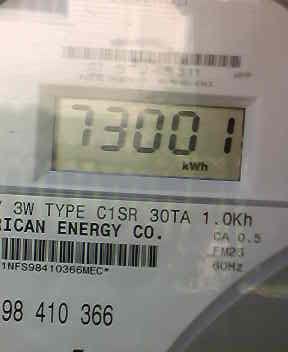 73001
kWh
3W TYPE C1SR 30TA 1.0Kh
RICAN ENERGY CO.
CA 0.5
FM2S
60Hz
1NFS98410366MEC*
98 410 366